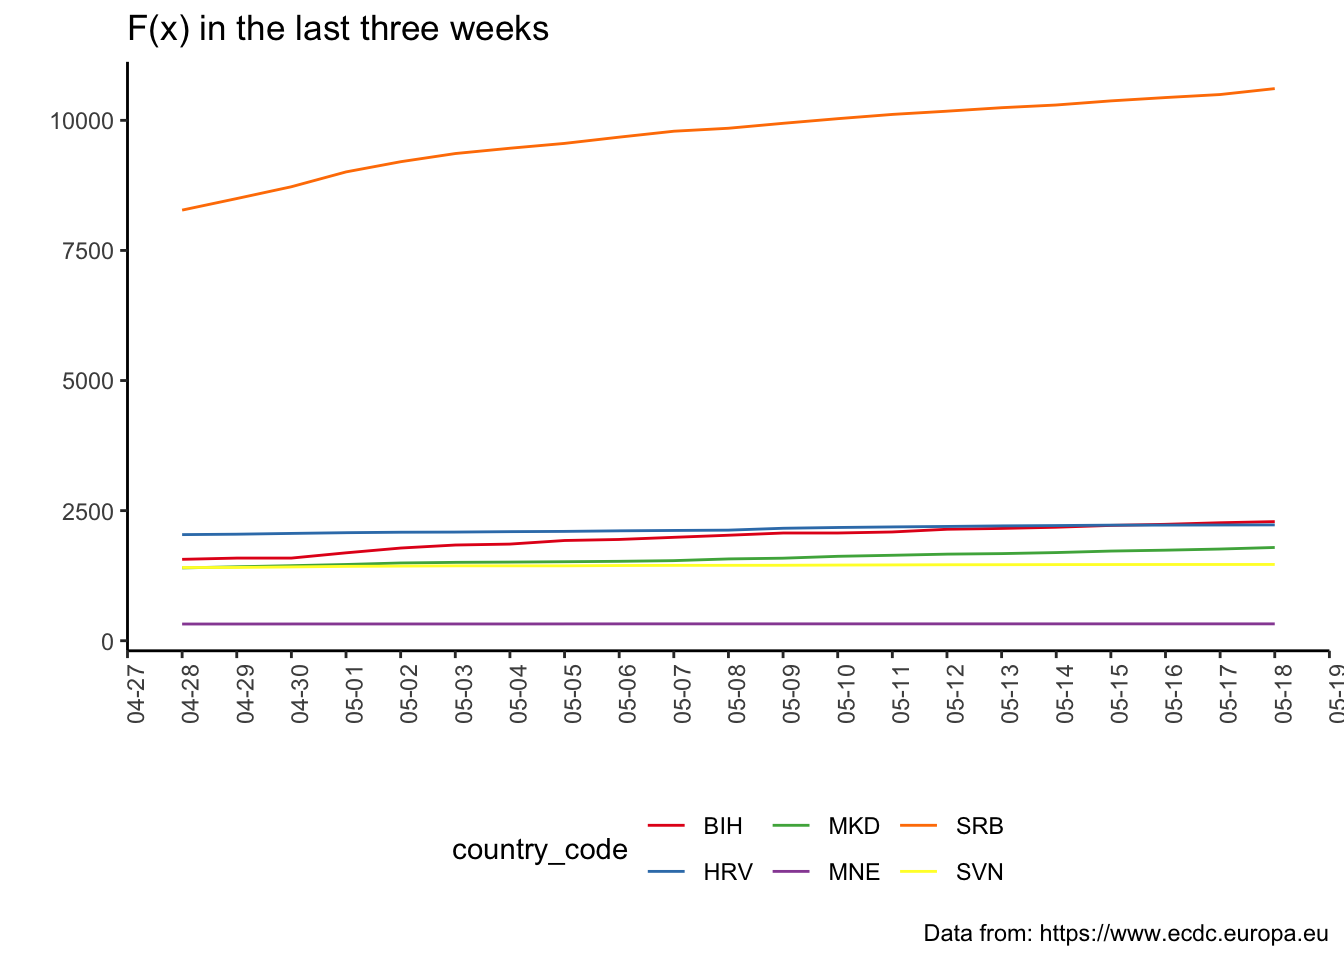 F(x) in the last three weeks
10000
7500
5000
2500
0
04-27 04-28 04-29 04-30 05-01 05-02 05-03 05-04 05-05 05-06 05-07 05-08 05-09 05-10 05-11 05-12 05-13 05-14 05-15 05-16 05-17 05-18 05-19
country_code
BIH MKD SRB
HRV MNE SVN
Data from: https://www.ecdc.europa.eu